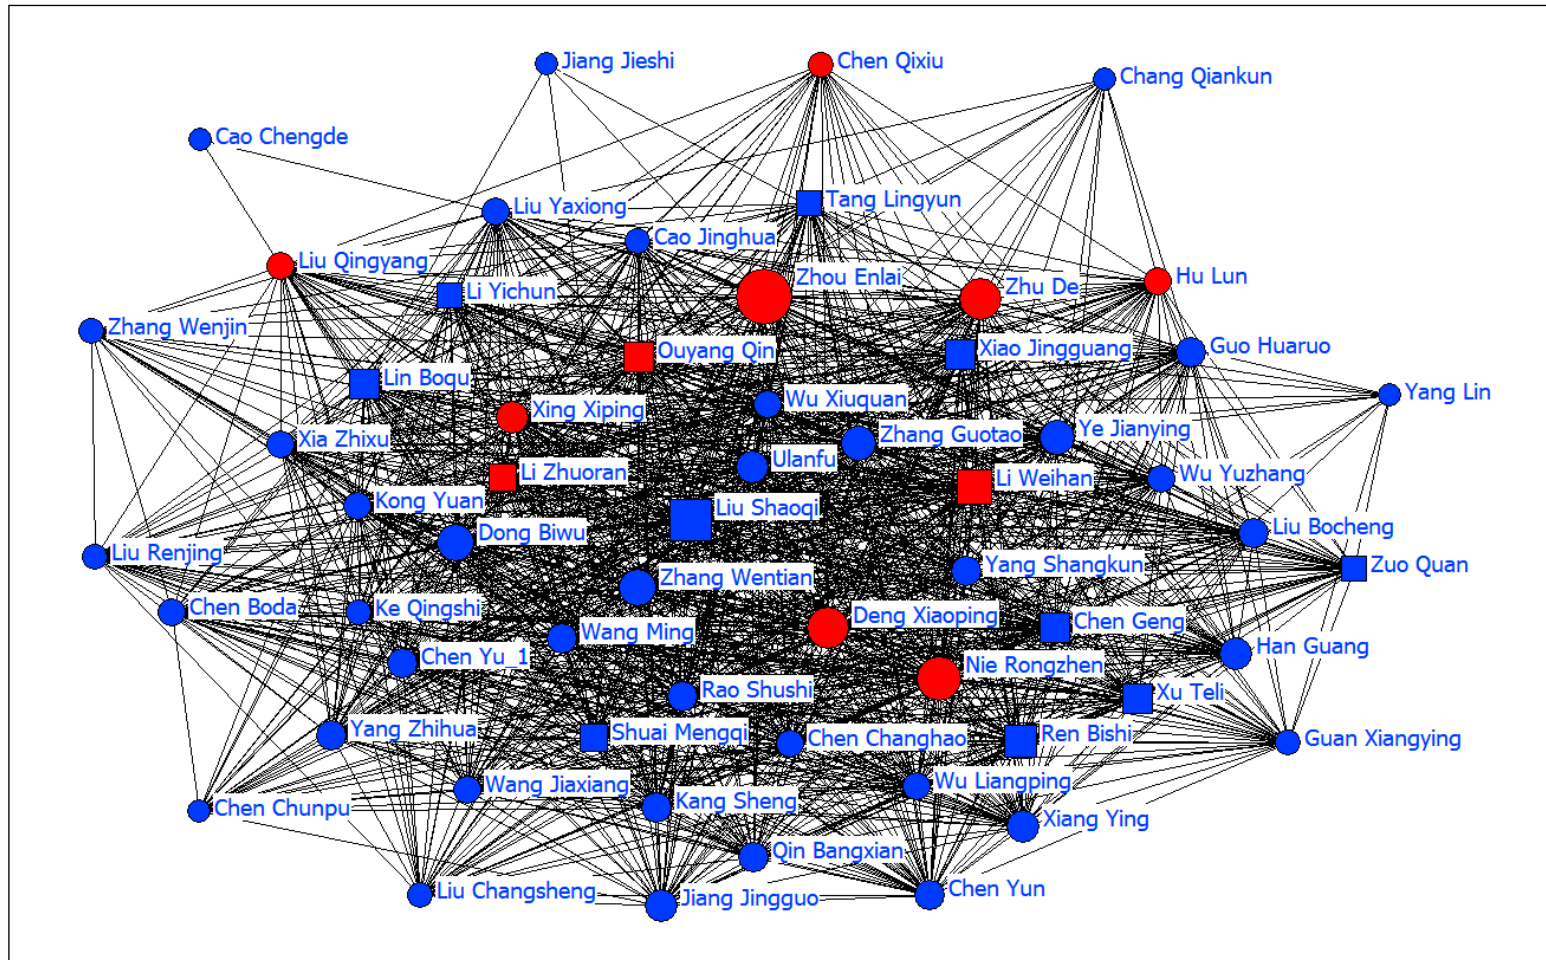 Jiang Jieshi
Chen Qixiu
Chang Qiankun
Cao Chengde
Liu Yaxiong
Tang Lingyun
Cao Jinghua
Liu Qingyang
Zhou Enlai
Zhu De
Hu Lun
Li Yichun
Zhang Wenjin
Ouyang Qin
Xiao Jingguang
Guo Huaruo
Lin Boqu
Yang Lin
Xing Xiping
Wu Xiuquan
Xia Zhixu
Zhang Guotao
Ye Jianying
Ulanfu
Li Zhuoran
Li Weihan
Wu Yuzhang
Kong Yuan
Liu Shaoqi
Dong Biwu
Liu Bocheng
Liu Renjing
Yang Shangkun
Zuo Quan
Zhang Wentian
Chen Boda
Ke Qingshi
Wang Ming
Deng Xiaoping
Chen Geng
Han Guang
Chen Yu_1
Nie Rongzhen
Rao Shushi
Xu Teli
Yang Zhihua
Shuai Mengqi
Chen Changhao
Ren Bishi
Guan Xiangying
Wang Jiaxiang
Wu Liangping
Chen Chunpu
Kang Sheng
Xiang Ying
Qin Bangxian
Liu Changsheng
Jiang Jingguo
Chen Yun